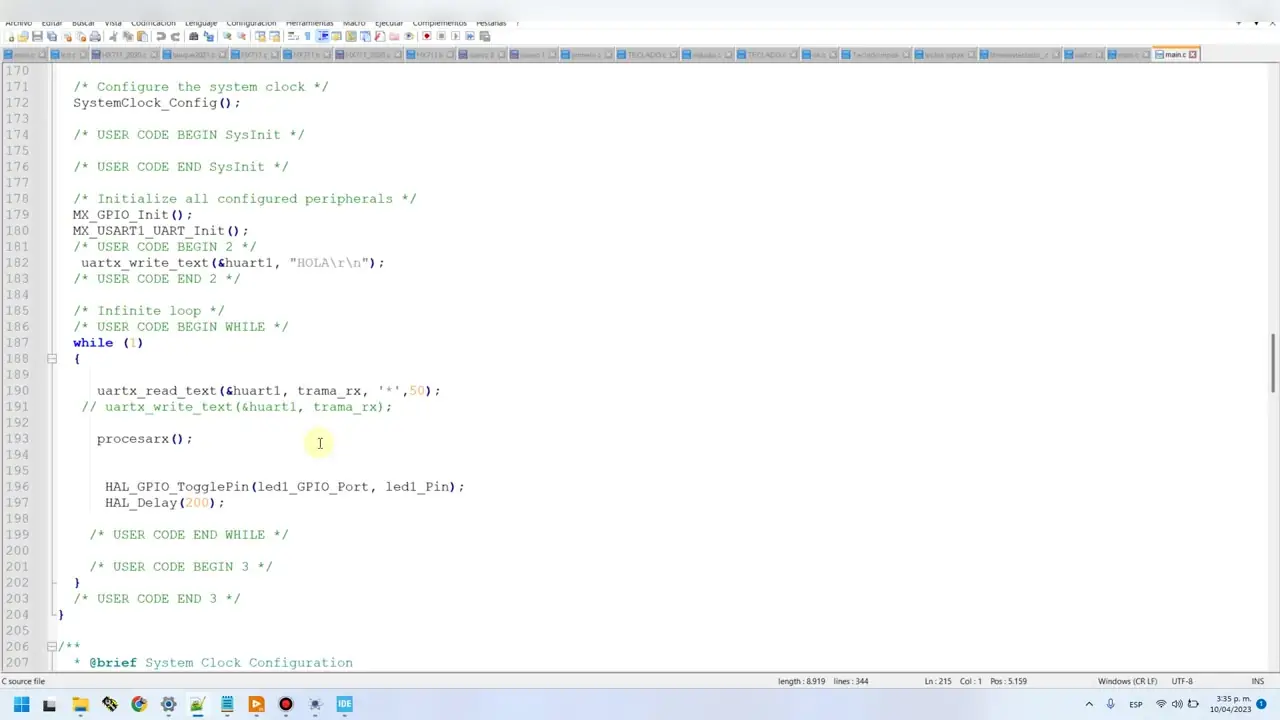 Archivo Editar Buscar Vista Codificación Lenguaje Configuración Herramientas Macro Ejecutar Complementos Pestañas ?
main.c
170
171 /* Configure the system clock */
172 SystemClock_Config();
173
174 /* USER CODE BEGIN SysInit */
175
176 /* USER CODE END SysInit */
177
178 /* Initialize all configured peripherals */
179 MX_GPIO_Init();
180 MX_USART1_UART_Init();
181 /* USER CODE BEGIN 2 */
182 uartx_write_text(&huart1, "HOLA\r\n");
183 /* USER CODE END 2 */
184
185 /* Infinite loop */
186 /* USER CODE BEGIN WHILE */
187 while (1)
188 {
189
190 uartx_read_text(&huart1, trama_rx, '*',50);
191 // uartx_write_text(&huart1, trama_rx);
192
193 procesarx();
194
195
196 HAL_GPIO_TogglePin(led1_GPIO_Port, led1_Pin);
197 HAL_Delay(200);
198
199 /* USER CODE END WHILE */
200
201 /* USER CODE BEGIN 3 */
202 }
203 /* USER CODE END 3 */
204 }
205
206 /**
207 * @brief System Clock Configuration
C source file length : 8.919 lines : 344 Ln : 215 Col : 1 Pos : 5.159 Windows (CR LF) UTF-8 INS
IDE ESP 3:35 p. m.
10/04/2023